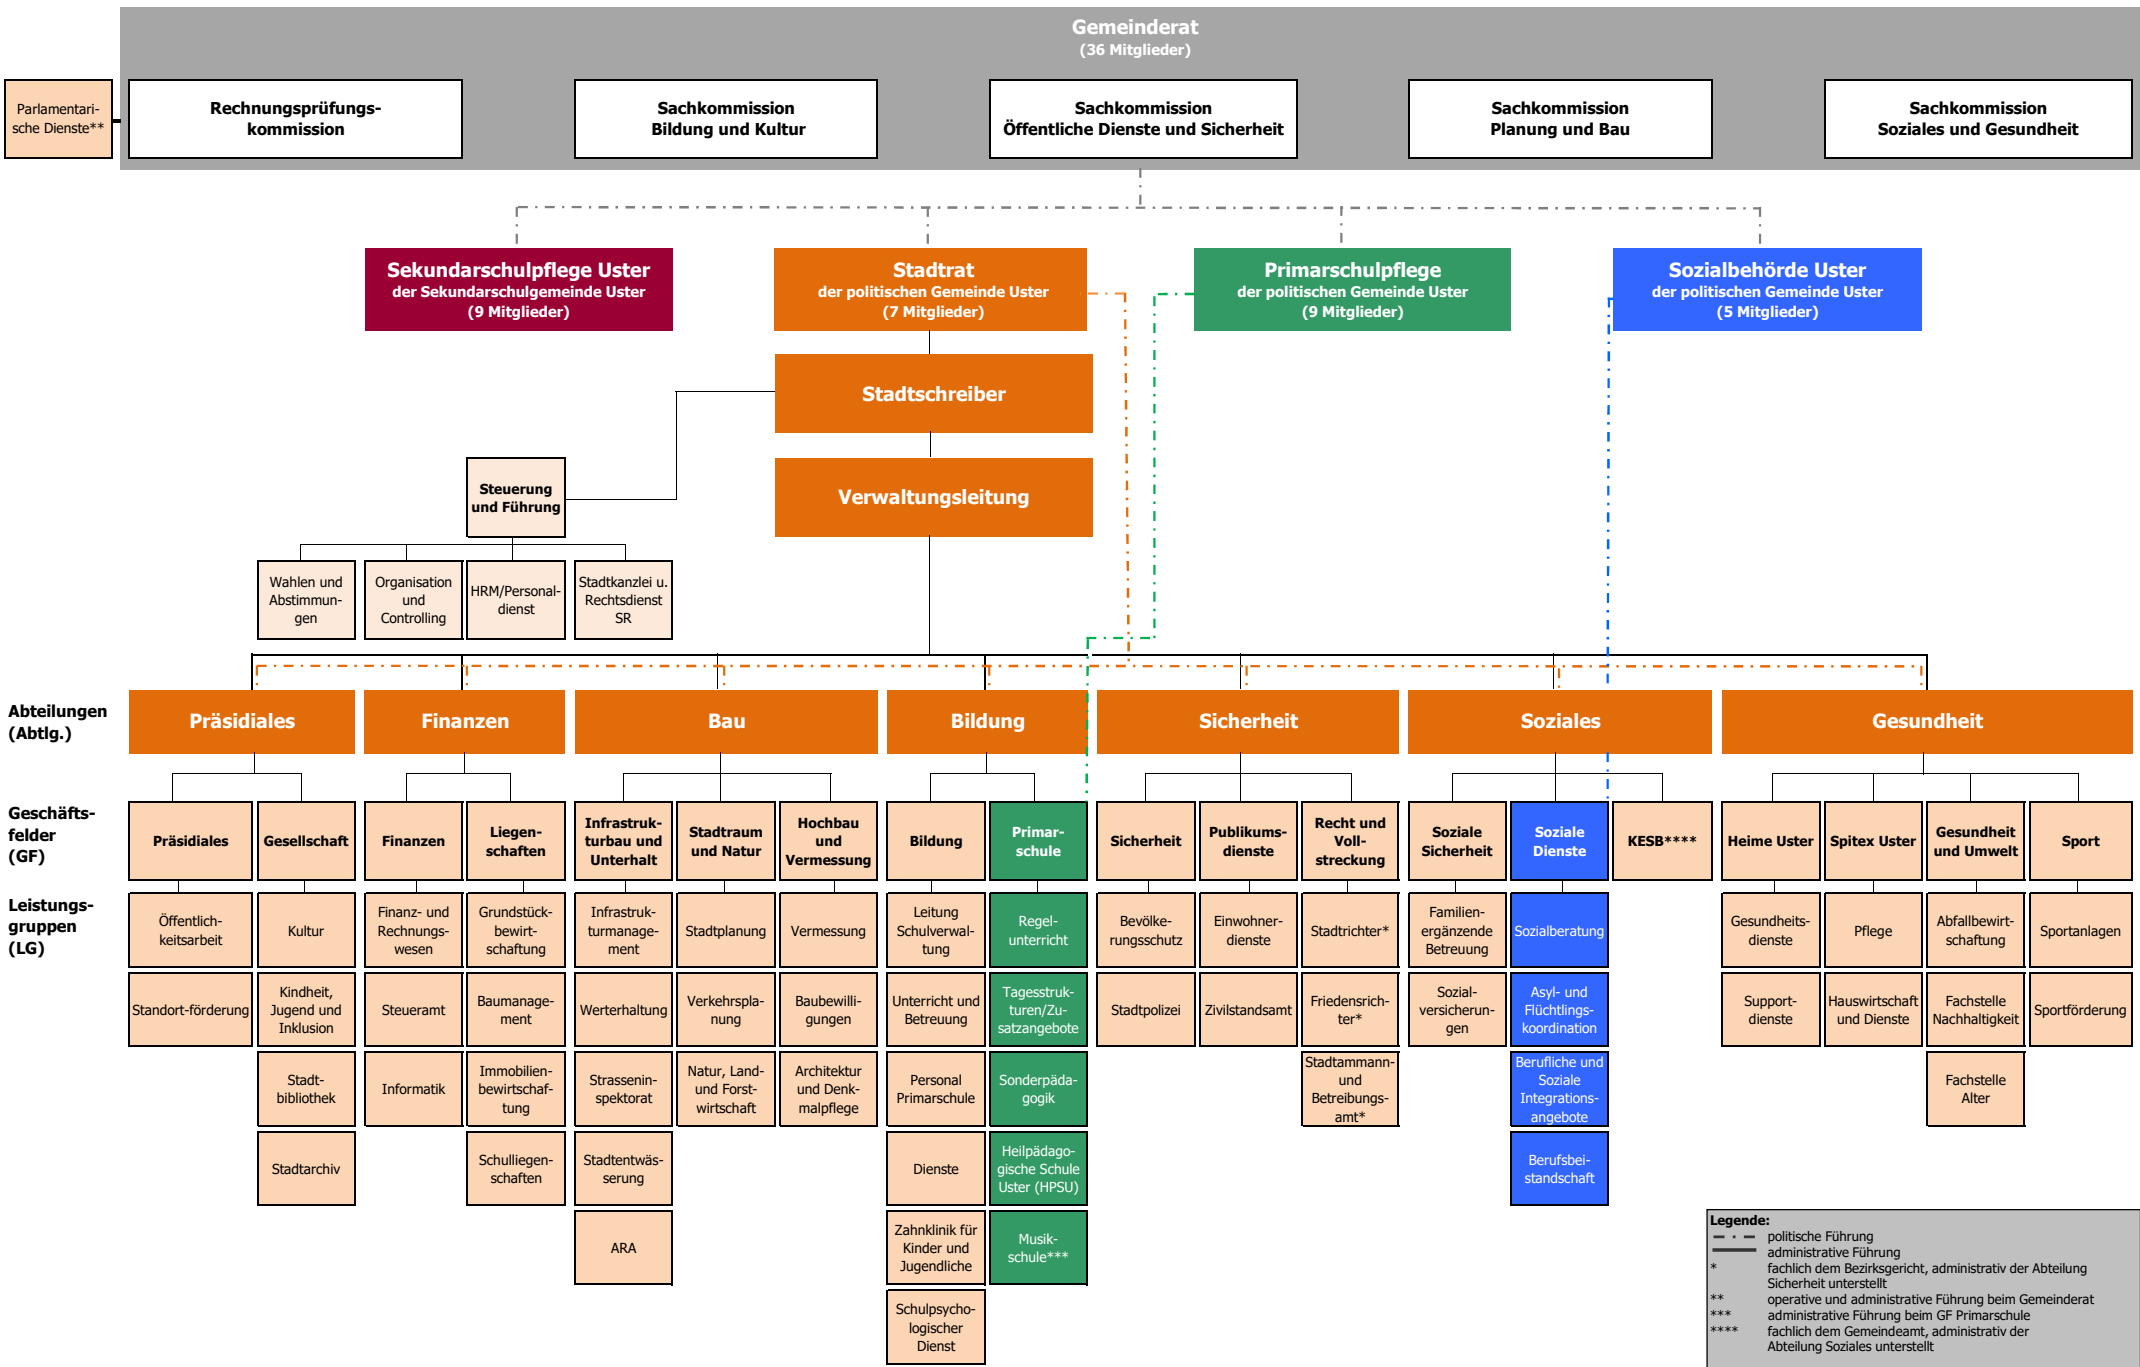 Gemeinderat
(36 Mitglieder)
Parlamentari-
sche Dienste**
Rechnungsprüfungs-
kommission
Sachkommission
Bildung und Kultur
Sachkommission
Öffentliche Dienste und Sicherheit
Sachkommission
Planung und Bau
Sachkommission
Soziales und Gesundheit
Sekundarschulpflege Uster
der Sekundarschulgemeinde Uster
(9 Mitglieder)
Stadtrat
der politischen Gemeinde Uster
(7 Mitglieder)
Primarschulpflege
der politischen Gemeinde Uster
(9 Mitglieder)
Sozialbehörde Uster
der politischen Gemeinde Uster
(5 Mitglieder)
Stadtschreiber
Verwaltungsleitung
Steuerung
und Führung
Wahlen und
Abstimmun-
gen
Organisation
und
Controlling
HRM/Personal-
dienst
Stadtkanzlei u.
Rechtsdienst
SR
Abteilungen
(Abtlg.)
Präsidiales
Finanzen
Bau
Bildung
Sicherheit
Soziales
Gesundheit
Geschäfts-
felder
(GF)
Präsidiales
Gesellschaft
Finanzen
Liegen-
schaften
Infrastruk-
turbau und
Unterhalt
Stadtraum
und Natur
Hochbau
und
Vermessung
Bildung
Primar-
schule
Sicherheit
Publikums-
dienste
Recht und
Voll-
streckung
Soziale
Sicherheit
Soziale
Dienste
KESB****
Heime Uster
Spitex Uster
Gesundheit
und Umwelt
Sport
Leistungs-
gruppen
(LG)
Öffentlich-
keitsarbeit
Kultur
Finanz- und
Rechnungs-
wesen
Grundstück-
bewirt-
schaftung
Infrastruk-
turmanage-
ment
Stadtplanung
Vermessung
Leitung
Schulverwal-
tung
Regel-
unterricht
Bevölke-
rungsschutz
Einwohner-
dienste
Stadtrichter*
Familien-
ergänzende
Betreuung
Sozialberatung
Gesundheits-
dienste
Pflege
Abfallbewirt-
schaftung
Sportanlagen
Standort-förderung
Kindheit,
Jugend und
Inklusion
Steueramt
Baumanage-
ment
Werterhaltung
Verkehrspla-
nung
Baubewilli-
gungen
Unterricht und
Betreuung
Tagesstruk-
turen/Zu-
satzangebote
Stadtpolizei
Zivilstandsamt
Friedensrich-
ter*
Sozial-
versicherun-
gen
Asyl- und
Flüchtlings-
koordination
Support-
dienste
Hauswirtschaft
und Dienste
Fachstelle
Nachhaltigkeit
Sportförderung
Stadt-
bibliothek
Informatik
Immobilien-
bewirtschaf-
tung
Strassenin-
spektorat
Natur, Land-
und Forst-
wirtschaft
Architektur
und Denk-
malpflege
Personal
Primarschule
Sonderpäda-
gogik
Stadtammann-
und
Betreibungs-
amt*
Berufliche und
Soziale
Integrations-
angebote
Fachstelle
Alter
Stadtarchiv
Schulliegen-
schaften
Stadtentwäs-
serung
Dienste
Heilpädago-
gische Schule
Uster (HPSU)
Berufsbei-
standschaft
ARA
Zahnklinik für
Kinder und
Jugendliche
Musik-
schule***
Schulpsycho-
logischer
Dienst
Legende:
politische Führung
administrative Führung
* fachlich dem Bezirksgericht, administrativ der Abteilung
Sicherheit unterstellt
** operative und administrative Führung beim Gemeinderat
*** administrative Führung beim GF Primarschule
**** fachlich dem Gemeindeamt, administrativ der
Abteilung Soziales unterstellt